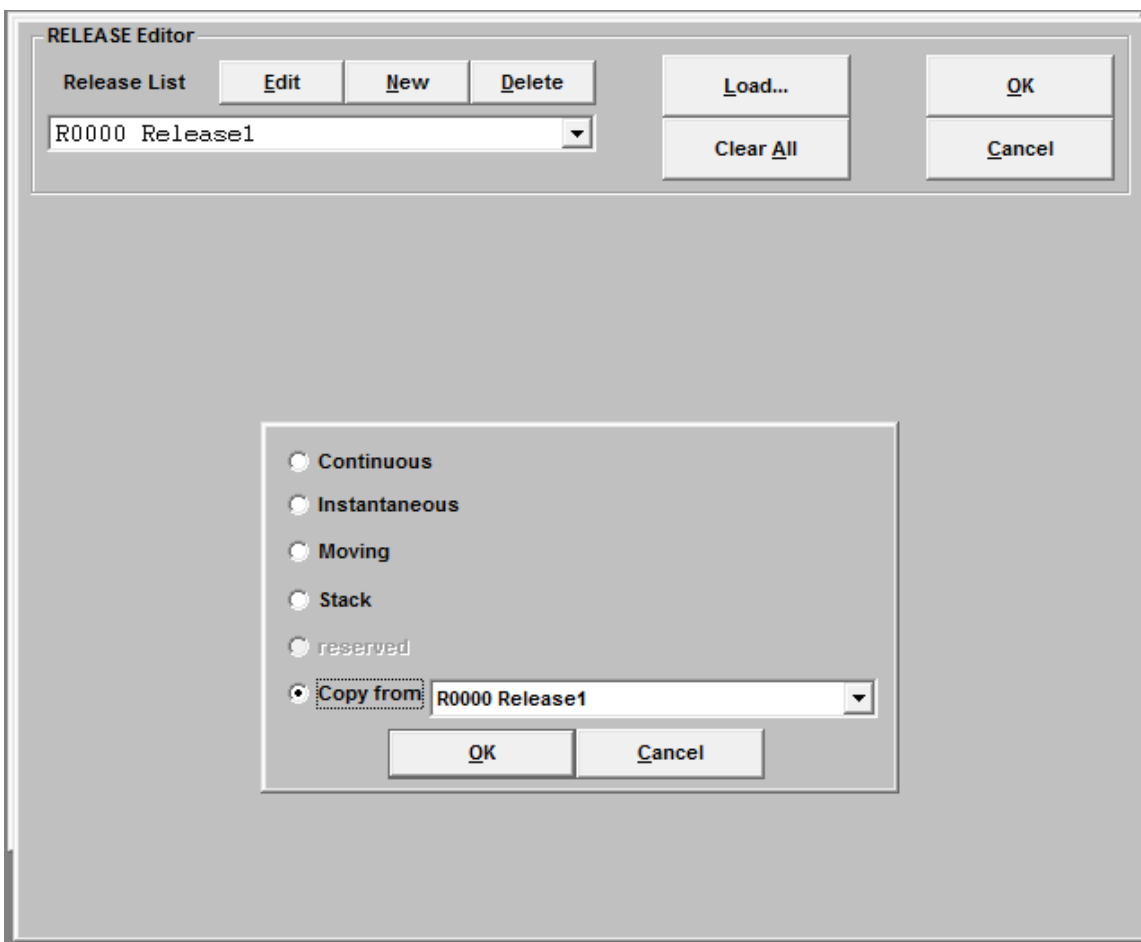 RELEASE Editor
Release List Edit New Delete Load... OK
R0000 Release1 Clear All Cancel
Continuous
Instantaneous
Moving
Stack
reserved
Copy from R0000 Release1
OK Cancel